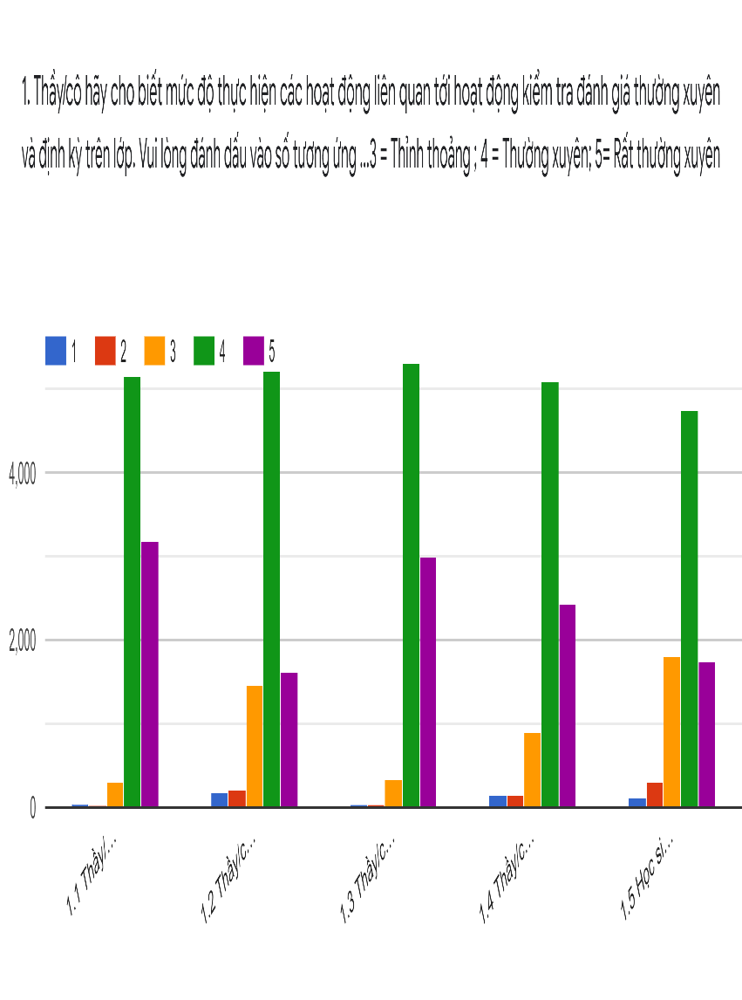 1. Thầy/cô hãy cho biết mức độ thực hiện các hoạt động liên quan tới hoạt động kiểm tra đánh giá thường xuyên
và định kỳ trên lớp. Vui lòng đánh dấu vào số tương ứng ...3 = Thỉnh thoảng ; 4 = Thường xuyên; 5= Rất thường xuyên
1 2 3 4 5
4,000
2,000
0
1.1 Thầy/... 1.2 Thầy/c... 1.3 Thầy/c... 1.4 Thầy/c... 1.5 Học si...